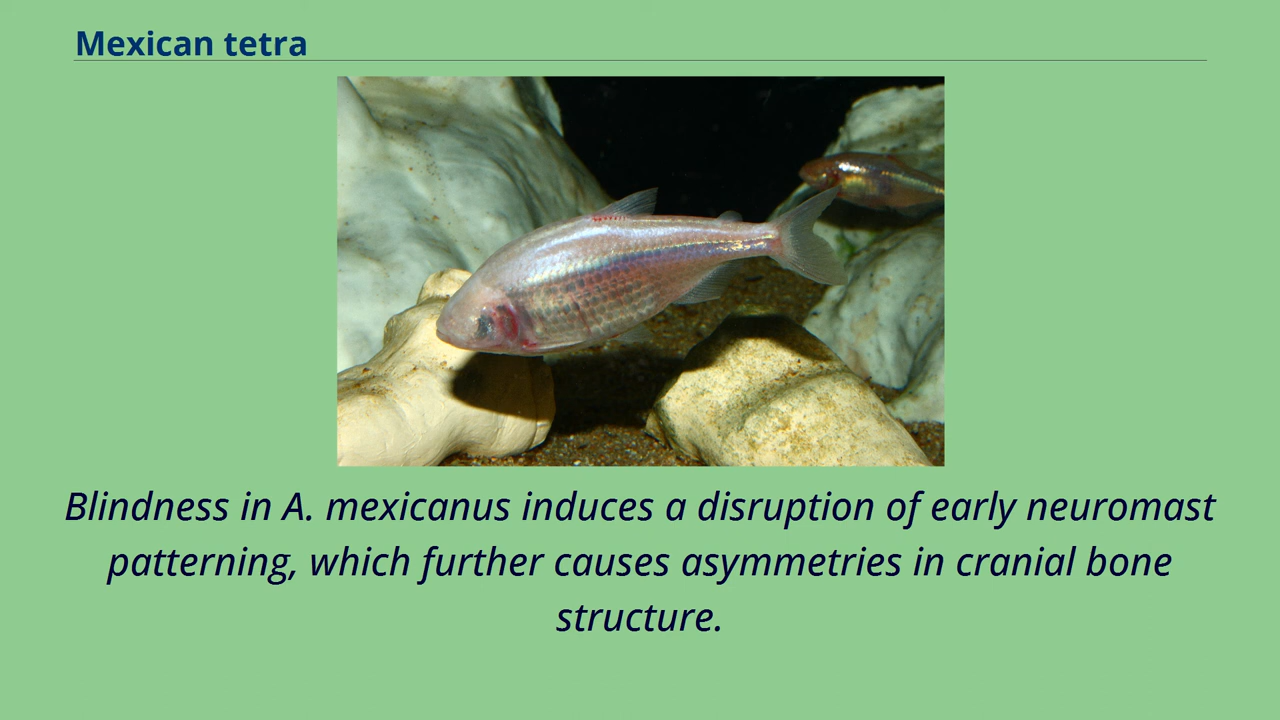 Mexican tetra
Blindness in A. mexicanus induces a disruption of early neuromast
patterning, which further causes asymmetries in cranial bone
structure.